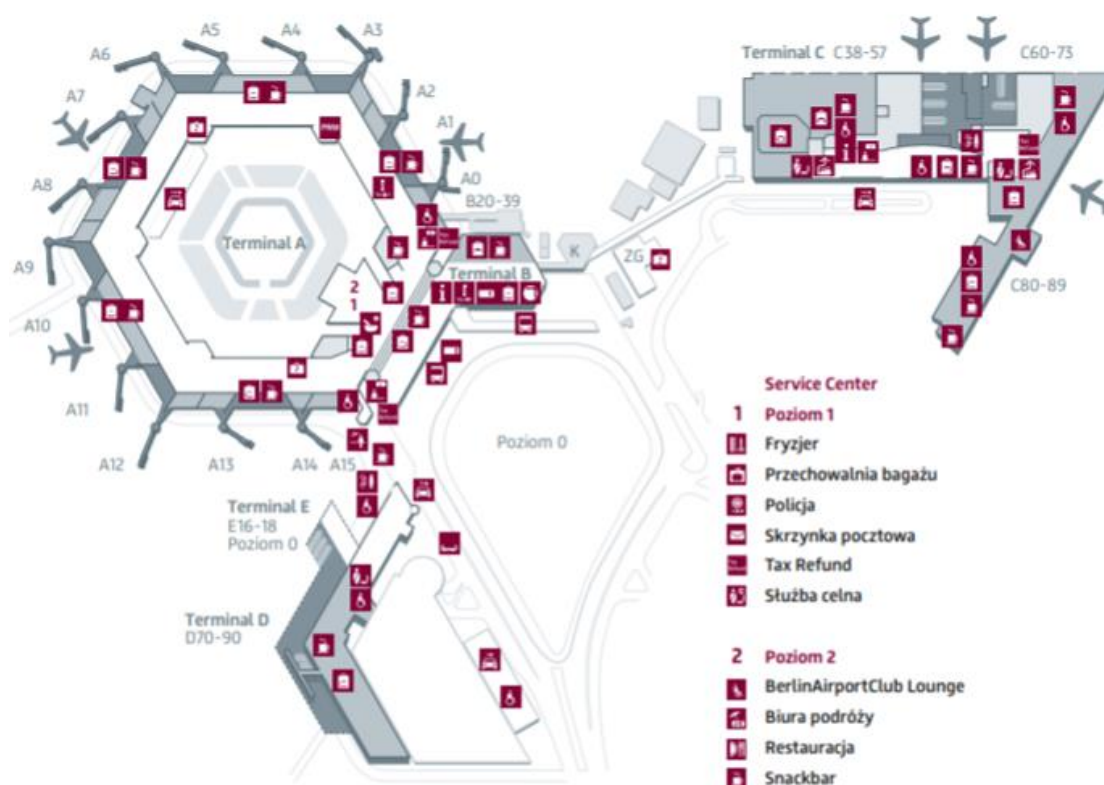 A5
A4
A3
A6
Terminal C C38-57
C60-73
A7
A2
A1
A8
A0
B20-39
Terminal A
K
ZG
Terminal B
A9
2
1
C80-89
A10
A11
Service Center
1 Poziom 1
Fryzjer
Poziom 0
A12
A13
A14
A15
Przechowalnia bagażu
Policja
Terminal E
E16-18
Poziom 0
Skrzynka pocztowa
Tax Refund
Służba celna
Terminal D
D70-90
2 Poziom 2
BerlinAirportClub Lounge
Biura podróży
Restauracja
Snackbar